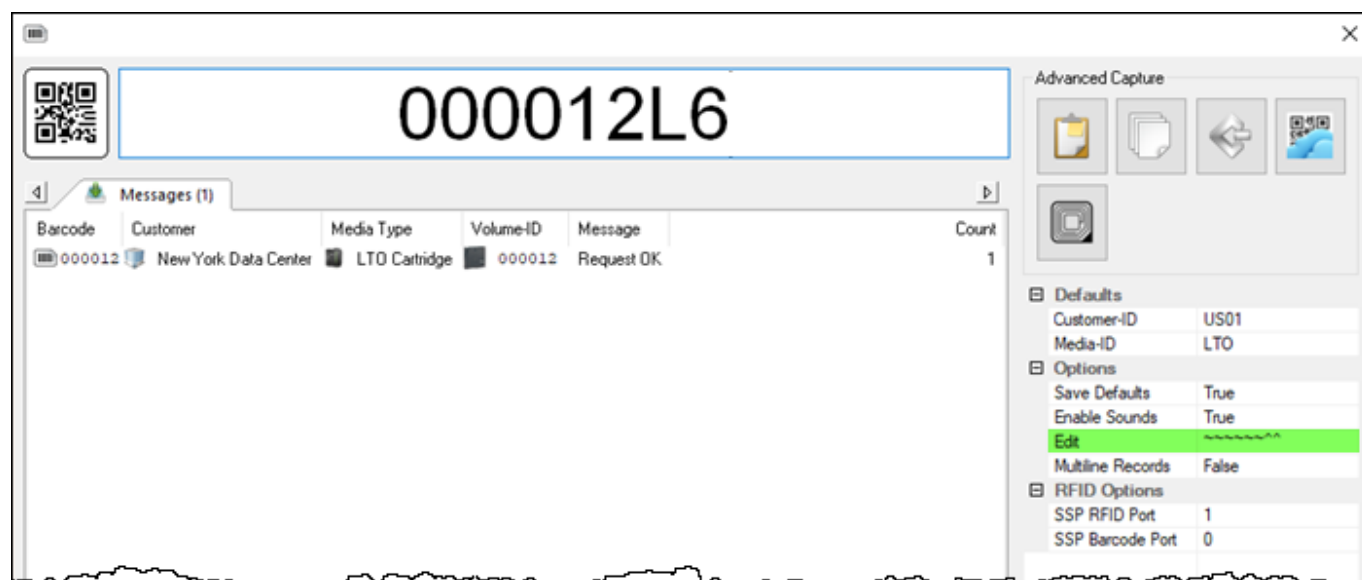 000012L6
Messages (1)
Barcode Customer Media Type Volume-ID Message Count
000012 New York Data Center LTO Cartridge 000012 Request OK 1
Advanced Capture
Defaults
Customer-ID US01
Media-ID LTO
Options
Save Defaults True
Enable Sounds True
Edit ~~~~~~^^
Multiline Records False
RFID Options
SSP RFID Port 1
SSP Barcode Port 0